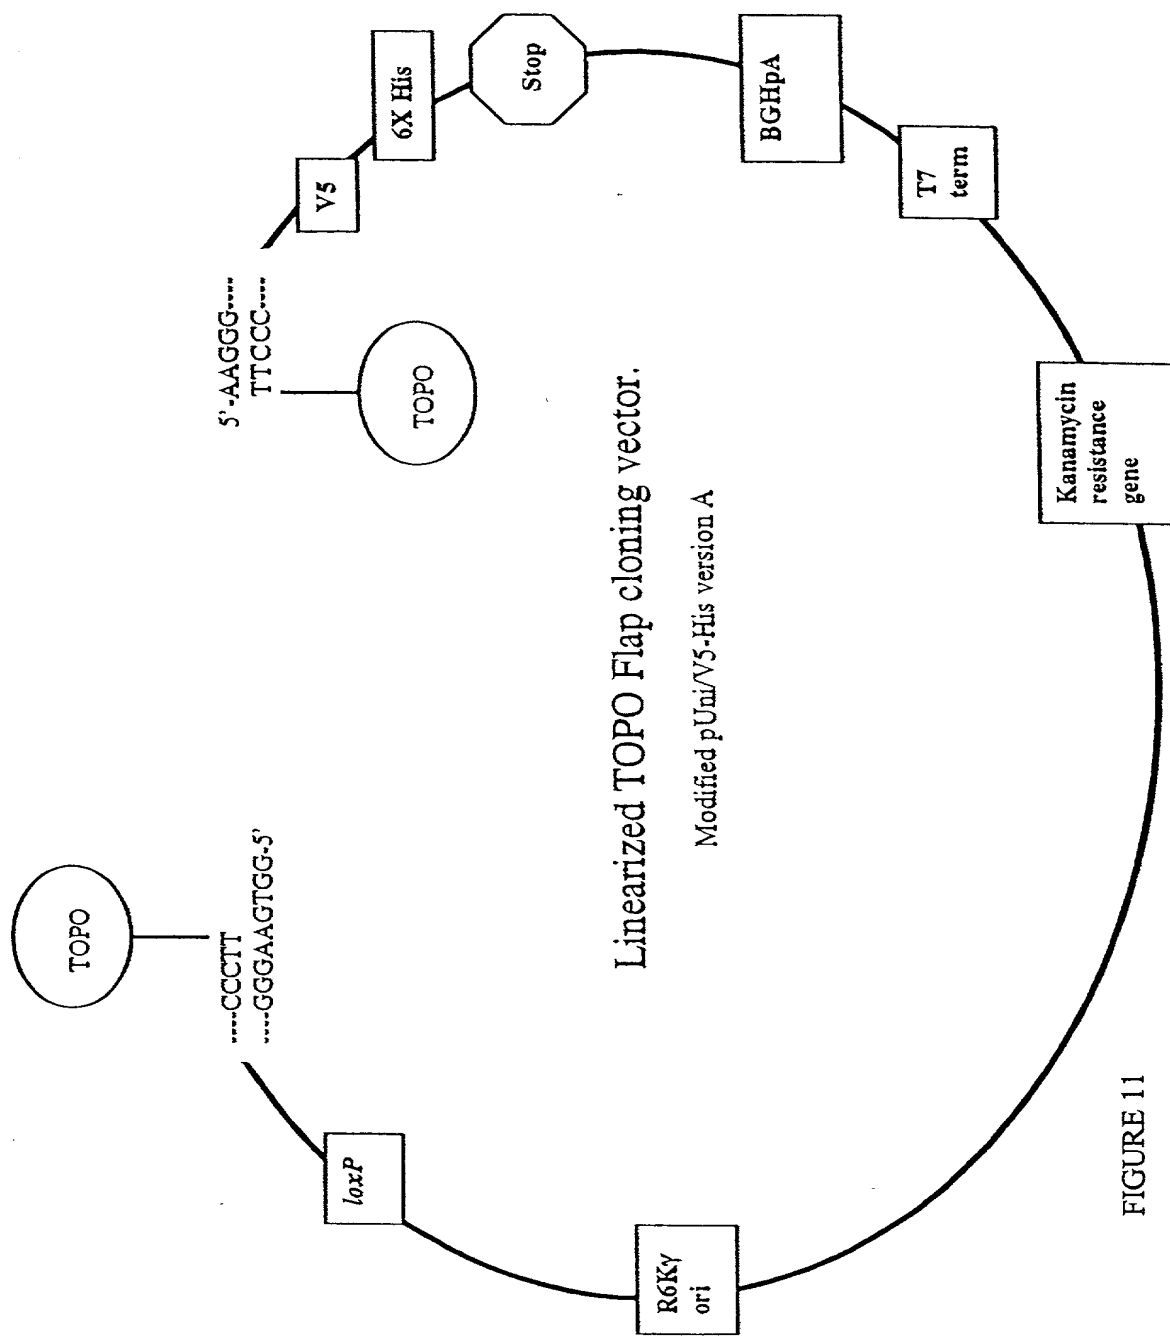 TOPO
----CCCTT
----GGGAAGTGG-5'
5'-AAGGG----
TTCCC----
TOPO
loxP
V5
6X His
Stop
R6Kγ
ori
BGHpA
T7
term
Kanamycin
resistance
gene
Linearized TOPO Flap cloning vector.
Modified pUni/V5-His version A
FIGURE 11